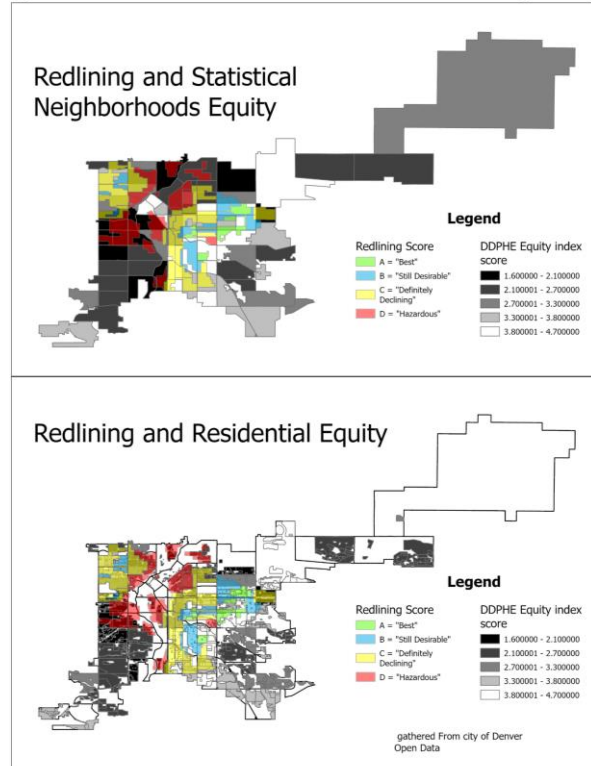 Redlining and Statistical
Neighborhoods Equity
Legend
Redlining Score
A = "Best"
B = "Still Desirable"
C = "Definitely
Declining"
D = "Hazardous"
DDPHE Equity index
score
1.600000 - 2.100000
2.100001 - 2.700000
2.700001 - 3.300000
3.300001 - 3.800000
3.800001 - 4.700000
Redlining and Residential Equity
Legend
Redlining Score
A = "Best"
B = "Still Desirable"
C = "Definitely
Declining"
D = "Hazardous"
DDPHE Equity index
score
1.600000 - 2.100000
2.100001 - 2.700000
2.700001 - 3.300000
3.300001 - 3.800000
3.800001 - 4.700000
gathered From city of Denver
Open Data